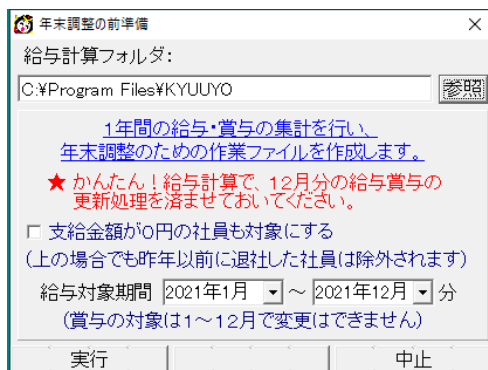 年末調整の前準備
給与計算フォルダ:
C:¥Program Files¥KYUUYO
参照
1年間の給与・賞与の集計を行い、
年末調整のための作業ファイルを作成します。
★ かんたん!給与計算で、12月分の給与賞与の
更新処理を済ませておいてください。
支給金額が0円の社員も対象にする
(上の場合でも昨年以前に退社した社員は除外されます)
給与対象期間 2021年1月 ～ 2021年12月 分
(賞与の対象は1～12月で変更はできません)
実行 中止